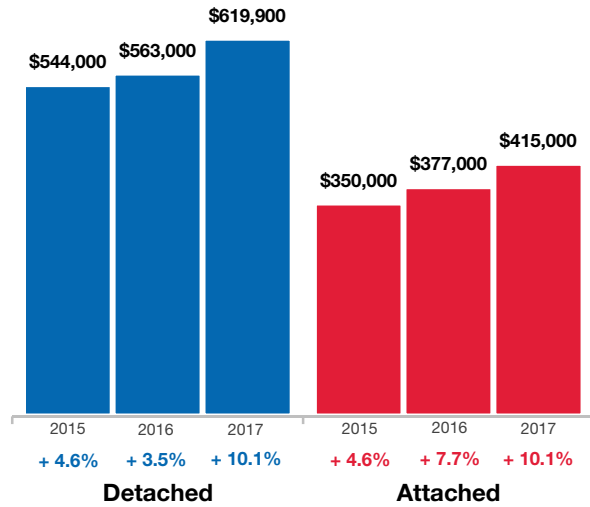 $619,900
$563,000
$544,000
$415,000
$377,000
$350,000
2015 2016 2017 2015 2016 2017
+ 4.6% + 3.5% + 10.1% + 4.6% + 7.7% + 10.1%
Detached Attached